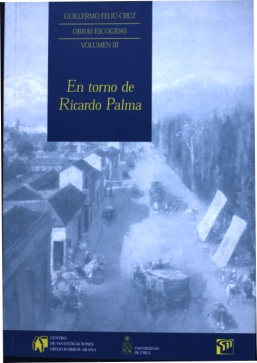 GUILLERMO FELIÚ CRUZ
OBRAS ESCOGIDAS
VOLUMEN III
En torno de
Ricardo Palma
CENTRO
DE INVESTIGACIONES
DIEGO BARROS ARANA
UNIVERSIDAD
DE CHILE